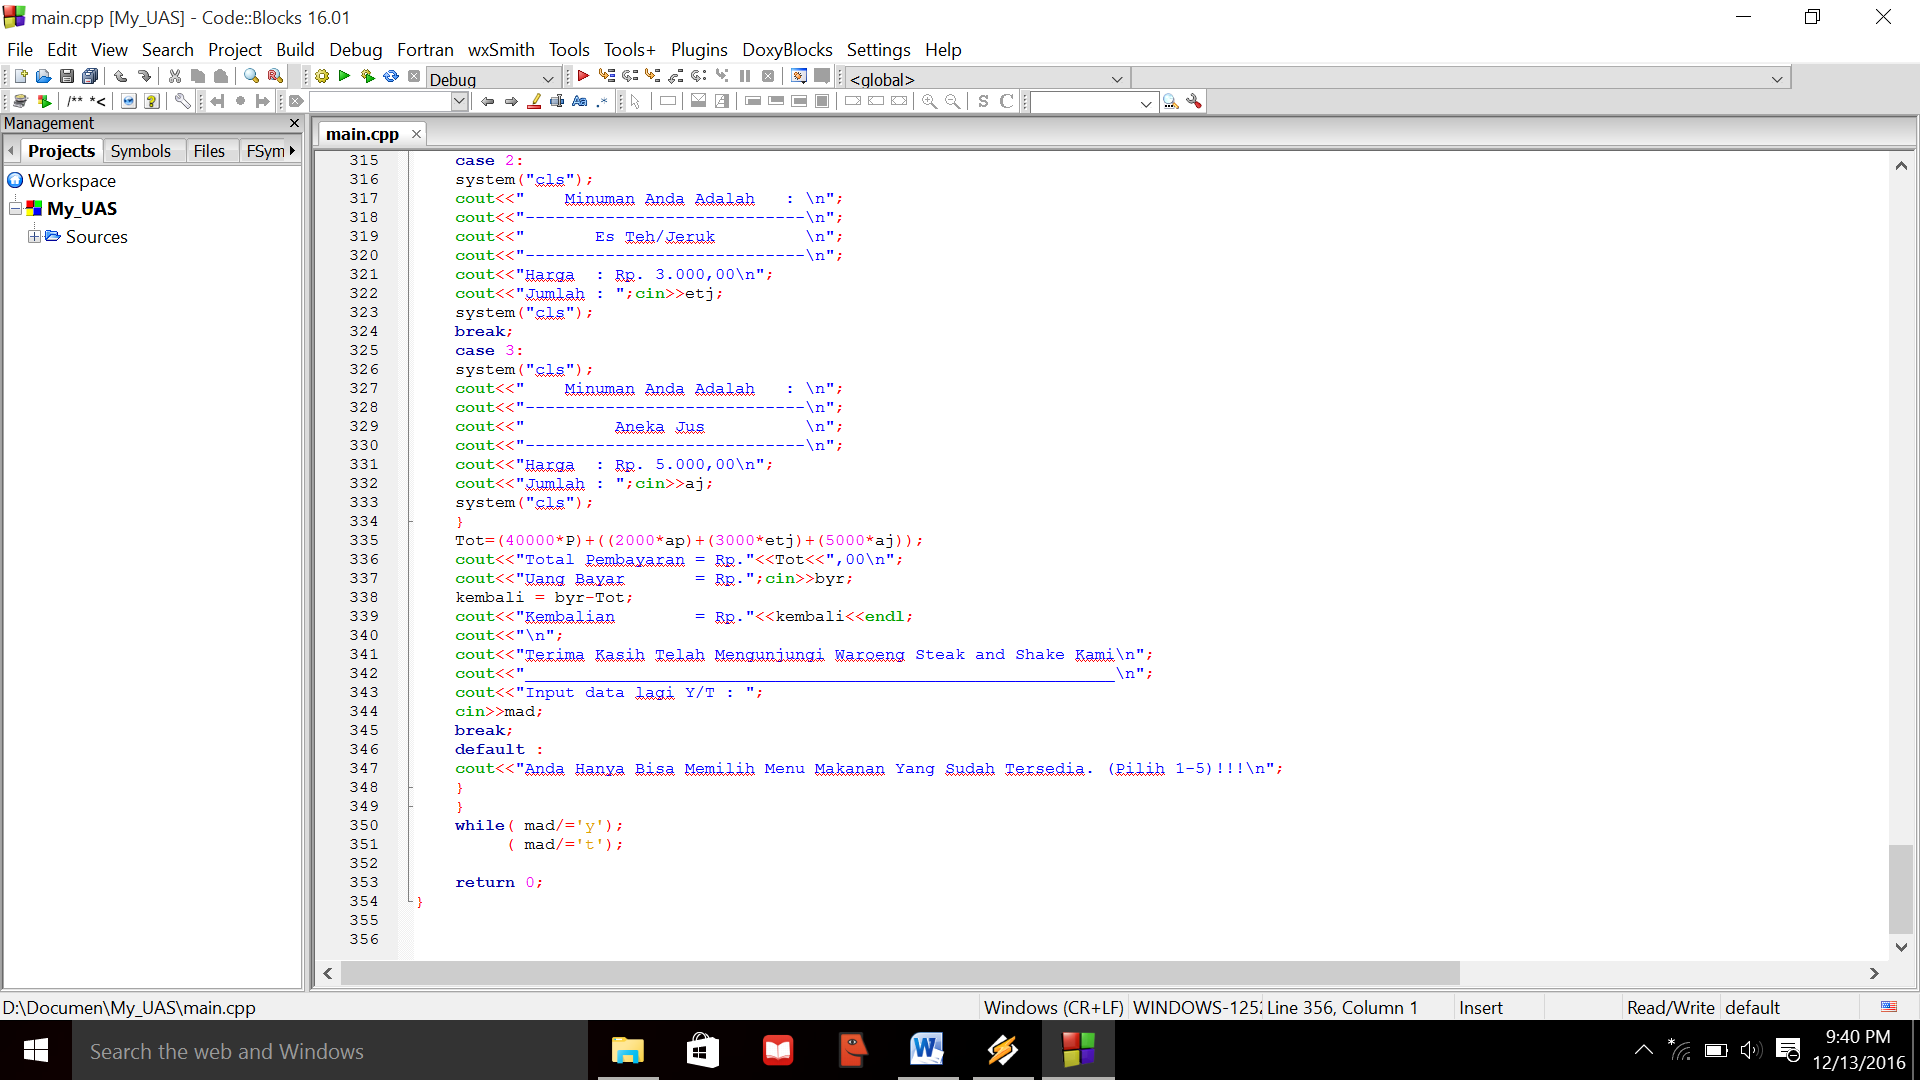 main.cpp [My_UAS] - Code::Blocks 16.01
File Edit View Search Project Build Debug Fortran wxSmith Tools Tools+ Plugins DoxyBlocks Settings Help
Debug <global>
/** *<
Management
main.cpp
Projects Symbols Files FSym
Workspace
My_UAS
Sources
315 case 2:
316 system("cls");
317 cout<<"    Minuman Anda Adalah   : \n";
318 cout<<"----------------------------\n";
319 cout<<"       Es Teh/Jeruk         \n";
320 cout<<"----------------------------\n";
321 cout<<"Harga  : Rp. 3.000,00\n";
322 cout<<"Jumlah : ";cin>>etj;
323 system("cls");
324 break;
325 case 3:
326 system("cls");
327 cout<<"    Minuman Anda Adalah   : \n";
328 cout<<"----------------------------\n";
329 cout<<"         Aneka Jus          \n";
330 cout<<"----------------------------\n";
331 cout<<"Harga  : Rp. 5.000,00\n";
332 cout<<"Jumlah : ";cin>>aj;
333 system("cls");
334 }
335 Tot=(40000*P)+((2000*ap)+(3000*etj)+(5000*aj));
336 cout<<"Total Pembayaran = Rp."<<Tot<<",00\n";
337 cout<<"Uang Bayar       = Rp.";cin>>byr;
338 kembali = byr-Tot;
339 cout<<"Kembalian        = Rp."<<kembali<<endl;
340 cout<<"\n";
341 cout<<"Terima Kasih Telah Mengunjungi Waroeng Steak and Shake Kami\n";
342 cout<<"___________________________________________________________\n";
343 cout<<"Input data lagi Y/T : ";
344 cin>>mad;
345 break;
346 default :
347 cout<<"Anda Hanya Bisa Memilih Menu Makanan Yang Sudah Tersedia. (Pilih 1-5)!!!\n";
348 }
349 }
350 while( mad/='y');
351 ( mad/='t');
352
353 return 0;
354 }
355
356
D:\Documen\My_UAS\main.cpp Windows (CR+LF) WINDOWS-1252 Line 356, Column 1 Insert Read/Write default
Search the web and Windows
9:40 PM
12/13/2016